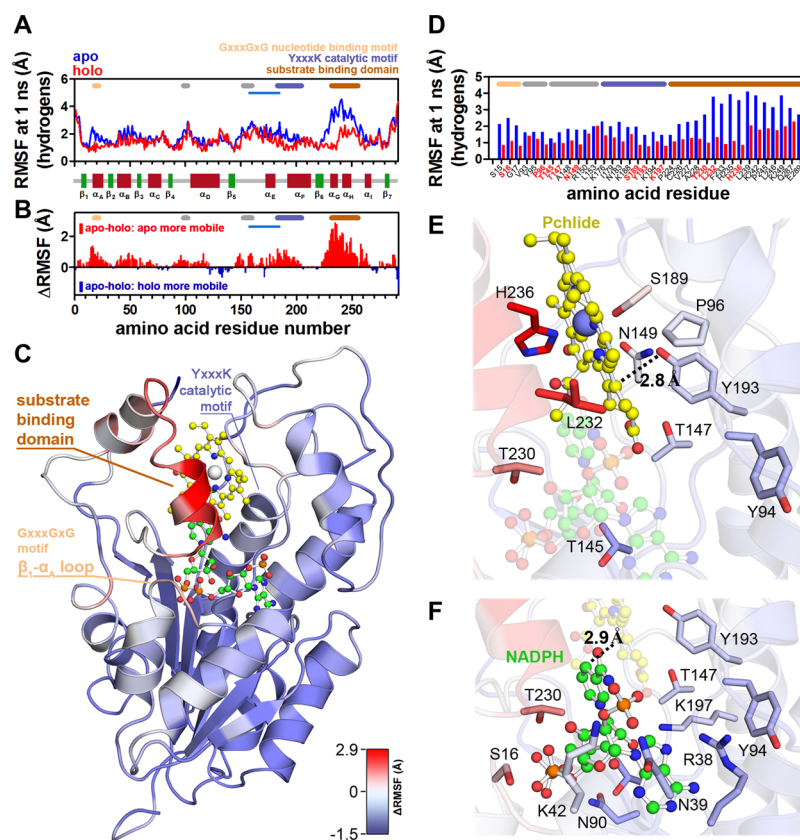 A
GxxxGxG nucleotide binding motif
apo
YxxxK catalytic motif
holo
substrate binding domain
RMSF at 1 ns (Å)
(hydrogens)
6
4
2
0
β1 αA β2 αB β3 αC β4 αD β5 αE αF β6 αG αH αI β7
B
ΔRMSF (Å)
apo-holo: apo more mobile
2
0
apo-holo: holo more mobile
0 50 100 150 200 250
amino acid residue number
C
YxxxK
catalytic
motif
substrate
binding
domain
GxxxGxG
motif
β1-αA loop
2.9
0
-1.5
ΔRMSF (Å)
D
RMSF at 1 ns (Å)
(hydrogens)
5
4
3
2
1
0
amino acid residue
E
Pchlide
S189
H236
P96
N149
2.8 Å
Y193
L232
T147
T230
Y94
T145
F
2.9 Å
Y193
NADPH
T147
T230
K197
S16
R38
Y94
K42
N39
N90